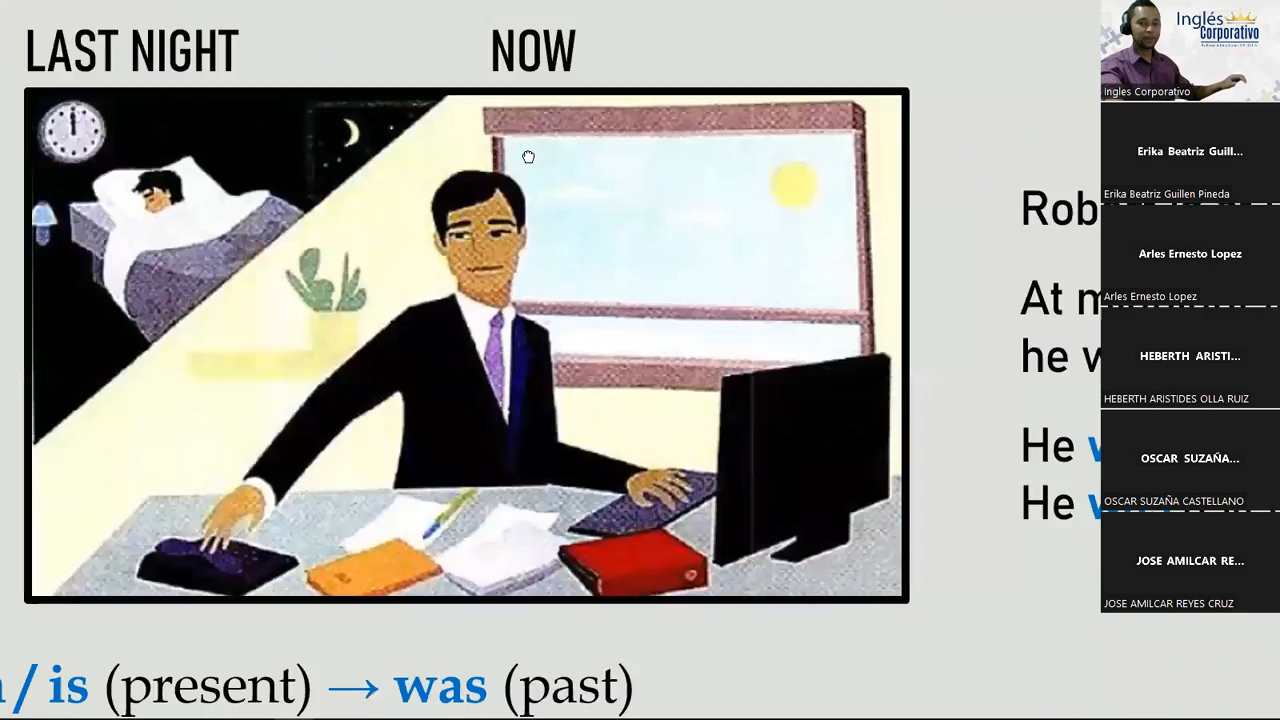 LAST NIGHT NOW
Rob
At
he
He
He
/ is (present) → was (past)
Inglés
Corporativo
Ingles Corporativo
Erika Beatriz Guill...
Erika Beatriz Guillen Pineda
Arles Ernesto Lopez
Arles Ernesto Lopez
HEBERTH ARISTI...
HEBERTH ARISTIDES OLLA RUIZ
OSCAR SUZAÑA...
OSCAR SUZAÑA CASTELLANO
JOSE AMILCAR RE...
JOSE AMILCAR REYES CRUZ